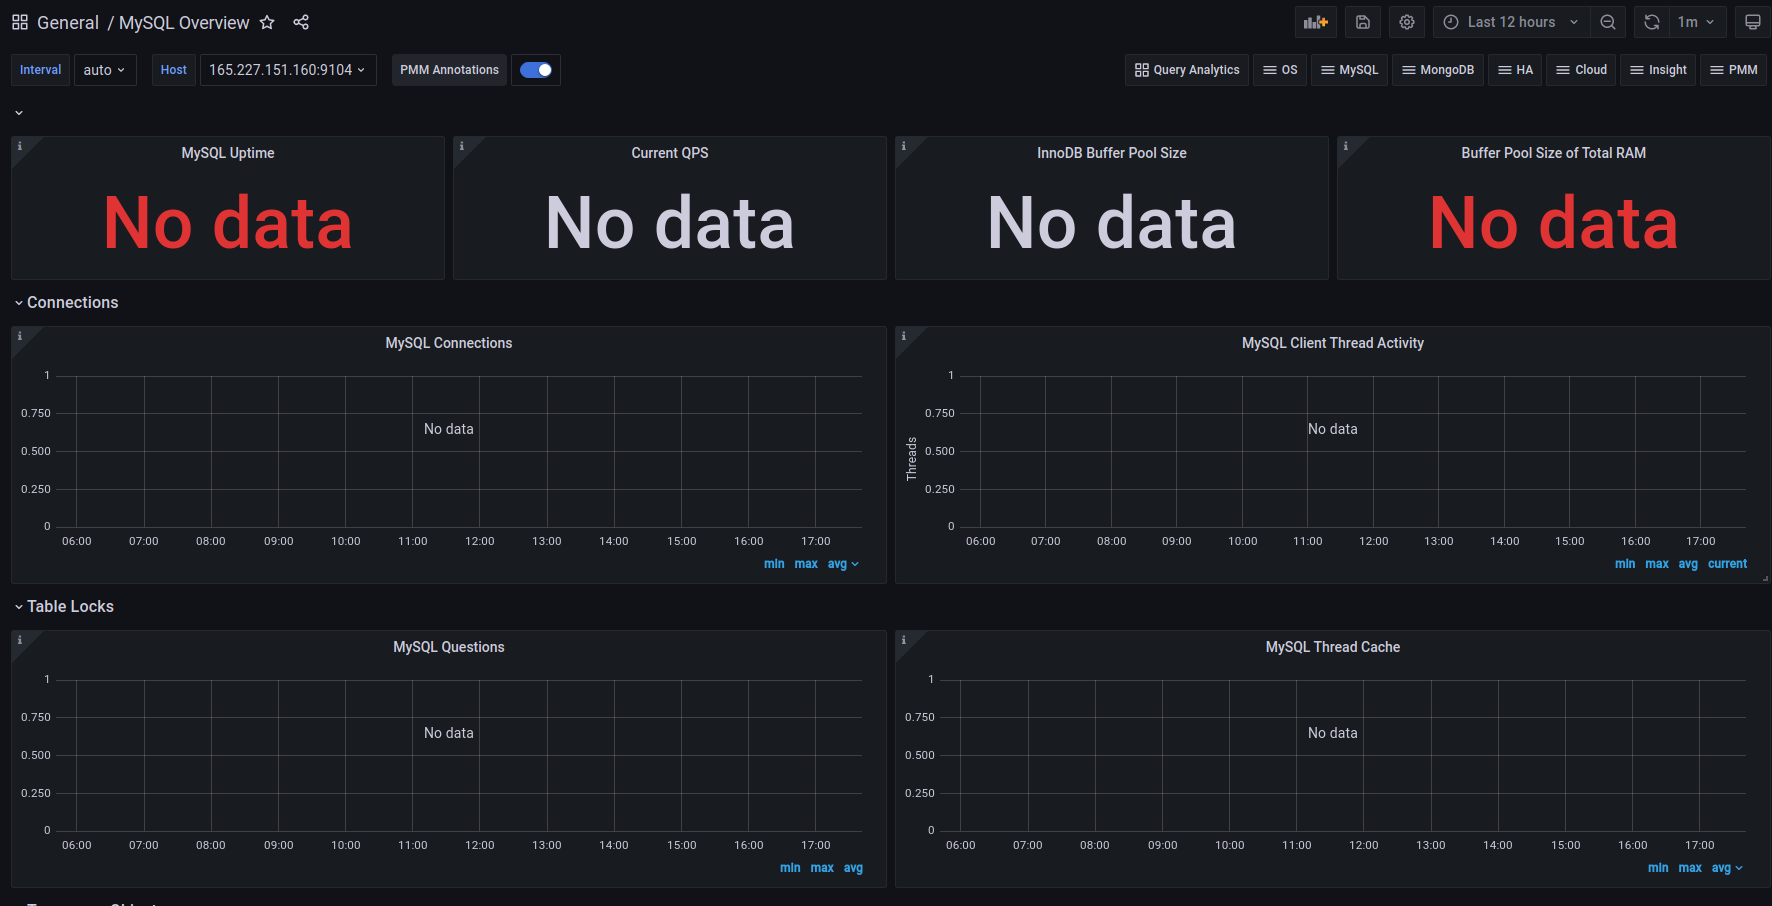 General / MySQL Overview
Last 12 hours
1m
Interval auto Host 165.227.151.160:9104 PMM Annotations
Query Analytics OS MySQL MongoDB HA Cloud Insight PMM
MySQL Uptime
No data
Current QPS
No data
InnoDB Buffer Pool Size
No data
Buffer Pool Size of Total RAM
No data
Connections
MySQL Connections
1
0.750
0.500
0.250
0
No data
06:00 07:00 08:00 09:00 10:00 11:00 12:00 13:00 14:00 15:00 16:00 17:00
min max avg
MySQL Client Thread Activity
Threads
1
0.750
0.500
0.250
0
No data
06:00 07:00 08:00 09:00 10:00 11:00 12:00 13:00 14:00 15:00 16:00 17:00
min max avg current
Table Locks
MySQL Questions
1
0.750
0.500
0.250
0
No data
06:00 07:00 08:00 09:00 10:00 11:00 12:00 13:00 14:00 15:00 16:00 17:00
min max avg
MySQL Thread Cache
1
0.750
0.500
0.250
0
No data
06:00 07:00 08:00 09:00 10:00 11:00 12:00 13:00 14:00 15:00 16:00 17:00
min max avg